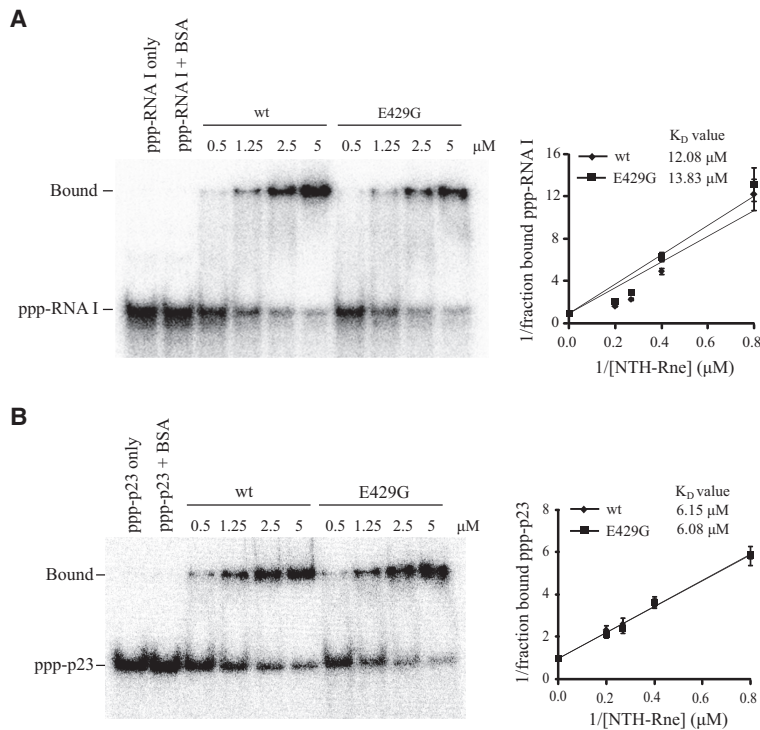 A
ppp-RNA I only
ppp-RNA I + BSA
wt
E429G
0.5 1.25 2.5 5 0.5 1.25 2.5 5 μM
Bound
ppp-RNA I
K_D value
wt 12.08 μM
E429G 13.83 μM
1/fraction bound ppp-RNA I
16
12
8
4
0
0.0 0.2 0.4 0.6 0.8
1/[NTH-Rne] (μM)
B
ppp-p23 only
ppp-p23 + BSA
wt
E429G
0.5 1.25 2.5 5 0.5 1.25 2.5 5 μM
Bound
ppp-p23
K_D value
wt 6.15 μM
E429G 6.08 μM
1/fraction bound ppp-p23
8
6
4
2
0
0.0 0.2 0.4 0.6 0.8
1/[NTH-Rne] (μM)